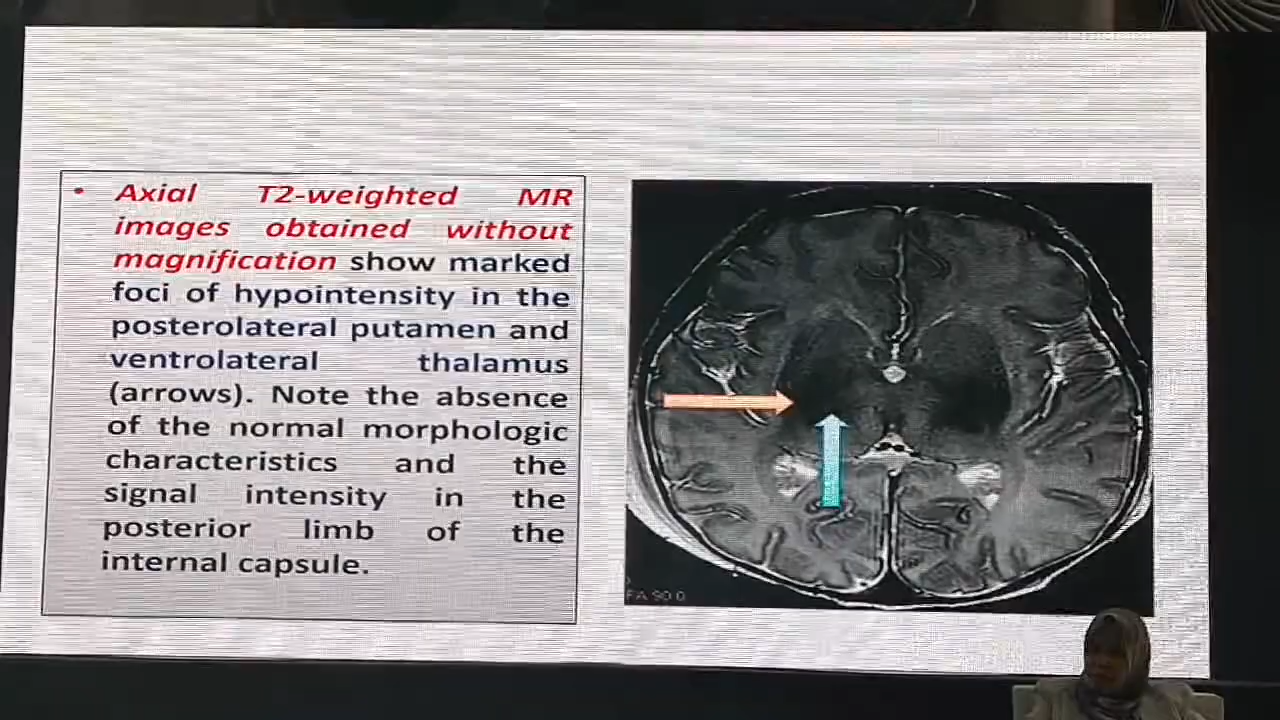 • Axial T2-weighted MR
images obtained without
magnification show marked
foci of hypointensity in the
posterolateral putamen and
ventrolateral thalamus
(arrows). Note the absence
of the normal morphologic
characteristics and the
signal intensity in the
posterior limb of the
internal capsule.
FA 90.0